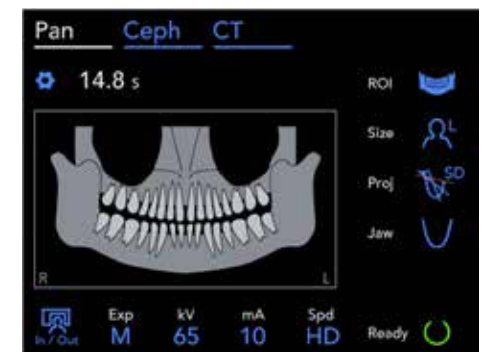 Pan Ceph CT
14.8 s
ROI
Size L
Proj SD
Jaw
R L
In / Out
Exp kV mA Spd
M 65 10 HD
Ready